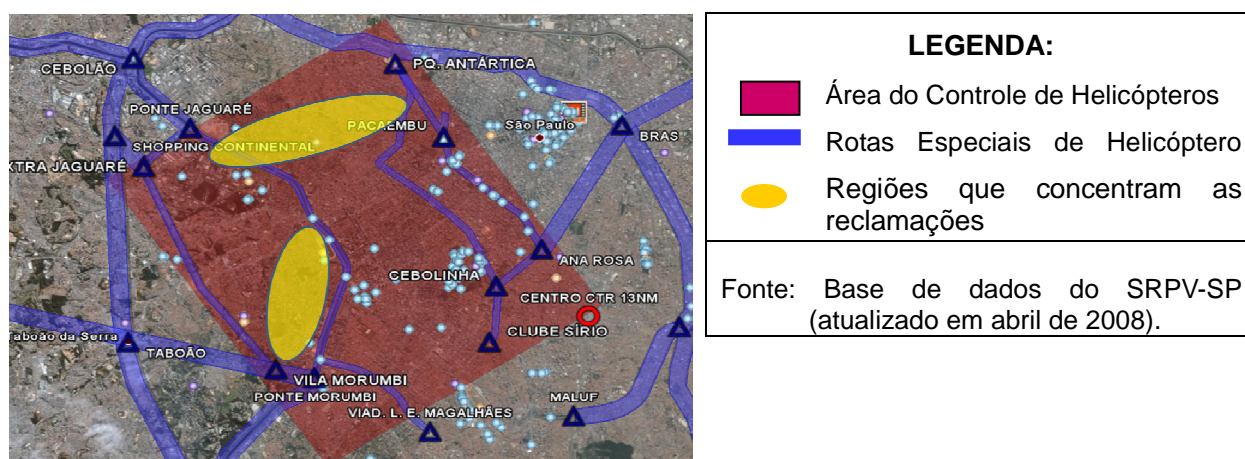 CEBOLÃO
PQ. ANTÁRTICA
PONTE JAGUARÉ
PACAEMBU
São Paulo
BRAS
SHOPPING CONTINENTAL
XTRA JAGUARÉ
ANA ROSA
CEBOLINHA
CENTRO CTR 13NM
CLUBE SÍRIO
Taboão da Serra
TABOÃO
VILA MORUMBI
PONTE MORUMBI
MALUF
VIAD. L. E. MAGALHÃES
LEGENDA:
Área do Controle de Helicópteros
Rotas Especiais de Helicóptero
Regiões que concentram as
reclamações
Fonte: Base de dados do SRPV-SP
(atualizado em abril de 2008).